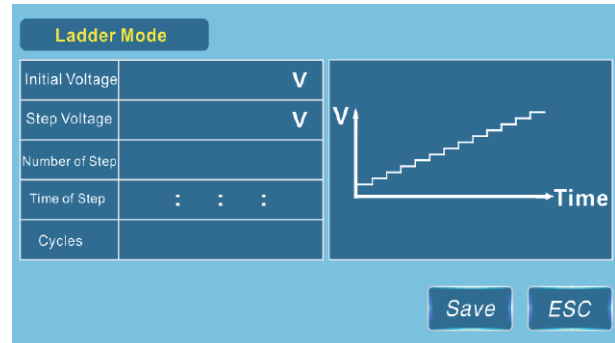 Ladder Mode
Initial Voltage V
Step Voltage V
Number of Step
Time of Step : : :
Cycles
V
Time
Save ESC